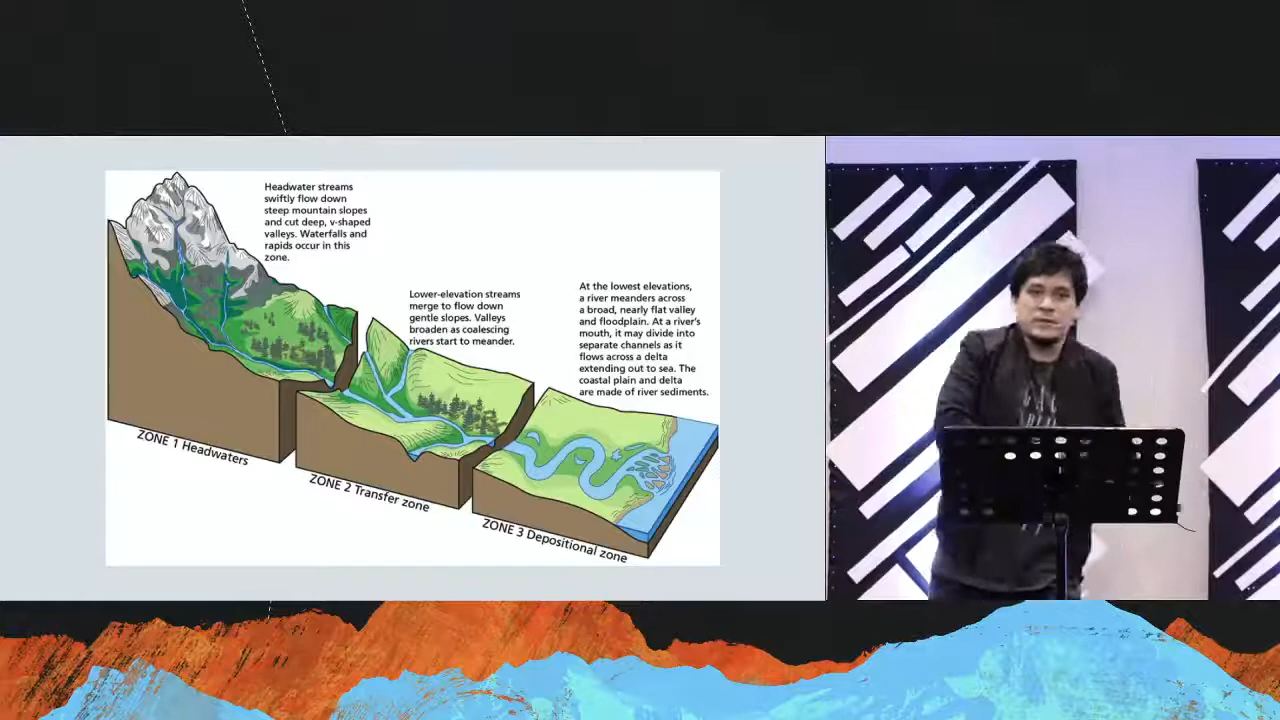 Headwater streams
swiftly flow down
steep mountain slopes
and cut deep, v-shaped
valleys. Waterfalls and
rapids occur in this
zone.
Lower-elevation streams
merge to flow down
gentle slopes. Valleys
broaden as coalescing
rivers start to meander.
At the lowest elevations,
a river meanders across
a broad, nearly flat valley
and floodplain. At a river's
mouth, it may divide into
separate channels as it
flows across a delta
extending out to sea. The
coastal plain and delta
are made of river sediments.
ZONE 1 Headwaters
ZONE 2 Transfer zone
ZONE 3 Depositional zone